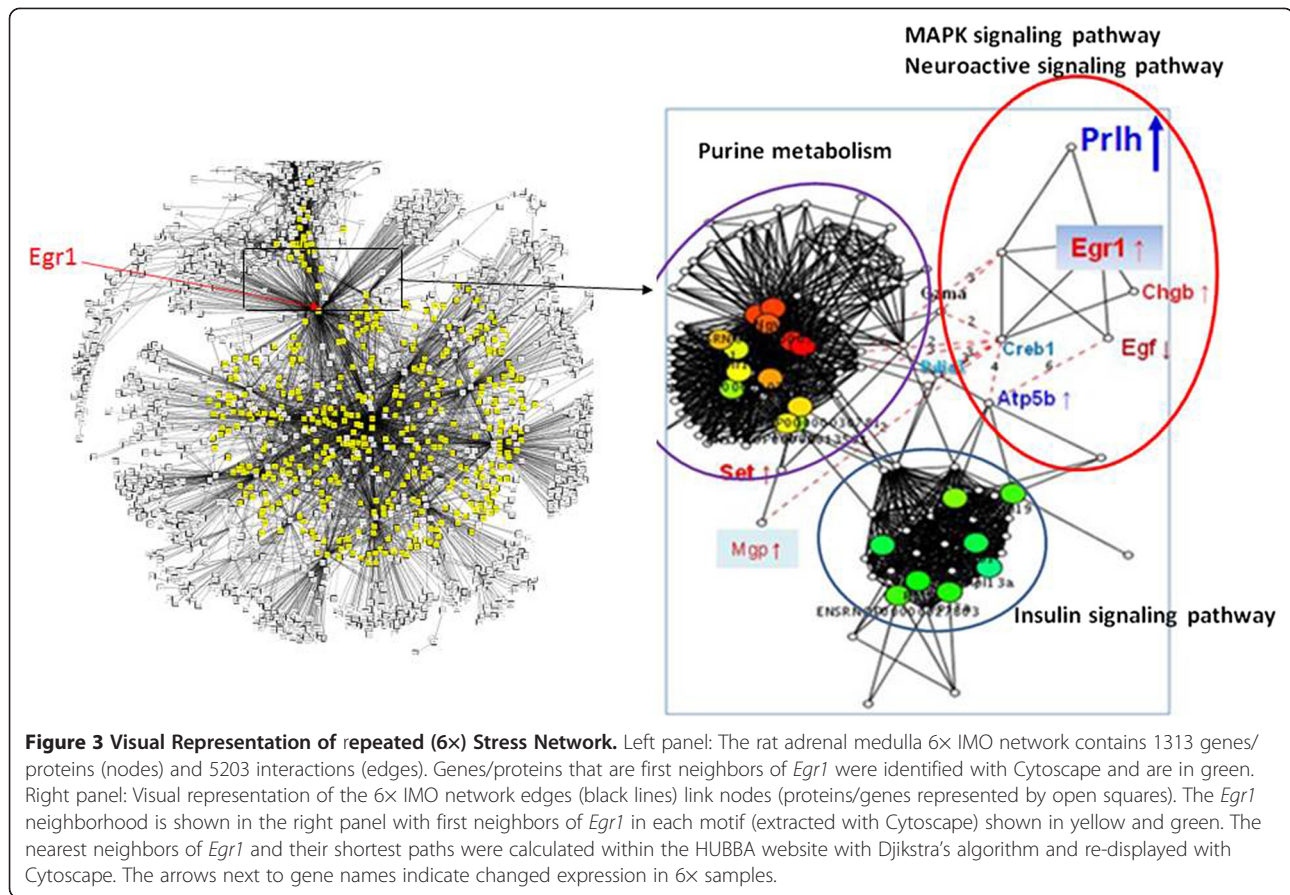 MAPK signaling pathway
Neuroactive signaling pathway
Purine metabolism
Prlh ↑
Egr1
Egr1 ↑
Chgb ↑
3
2
Creb1
Egf ↓
4
6
Atp5b ↑
Set ↑
Mgp ↑
Insulin signaling pathway
Figure 3 Visual Representation of repeated (6×) Stress Network. Left panel: The rat adrenal medulla 6× IMO network contains 1313 genes/
proteins (nodes) and 5203 interactions (edges). Genes/proteins that are first neighbors of Egr1 were identified with Cytoscape and are in green.
Right panel: Visual representation of the 6× IMO network edges (black lines) link nodes (proteins/genes represented by open squares). The Egr1
neighborhood is shown in the right panel with first neighbors of Egr1 in each motif (extracted with Cytoscape) shown in yellow and green. The
nearest neighbors of Egr1 and their shortest paths were calculated within the HUBBA website with Djikstra's algorithm and re-displayed with
Cytoscape. The arrows next to gene names indicate changed expression in 6× samples.